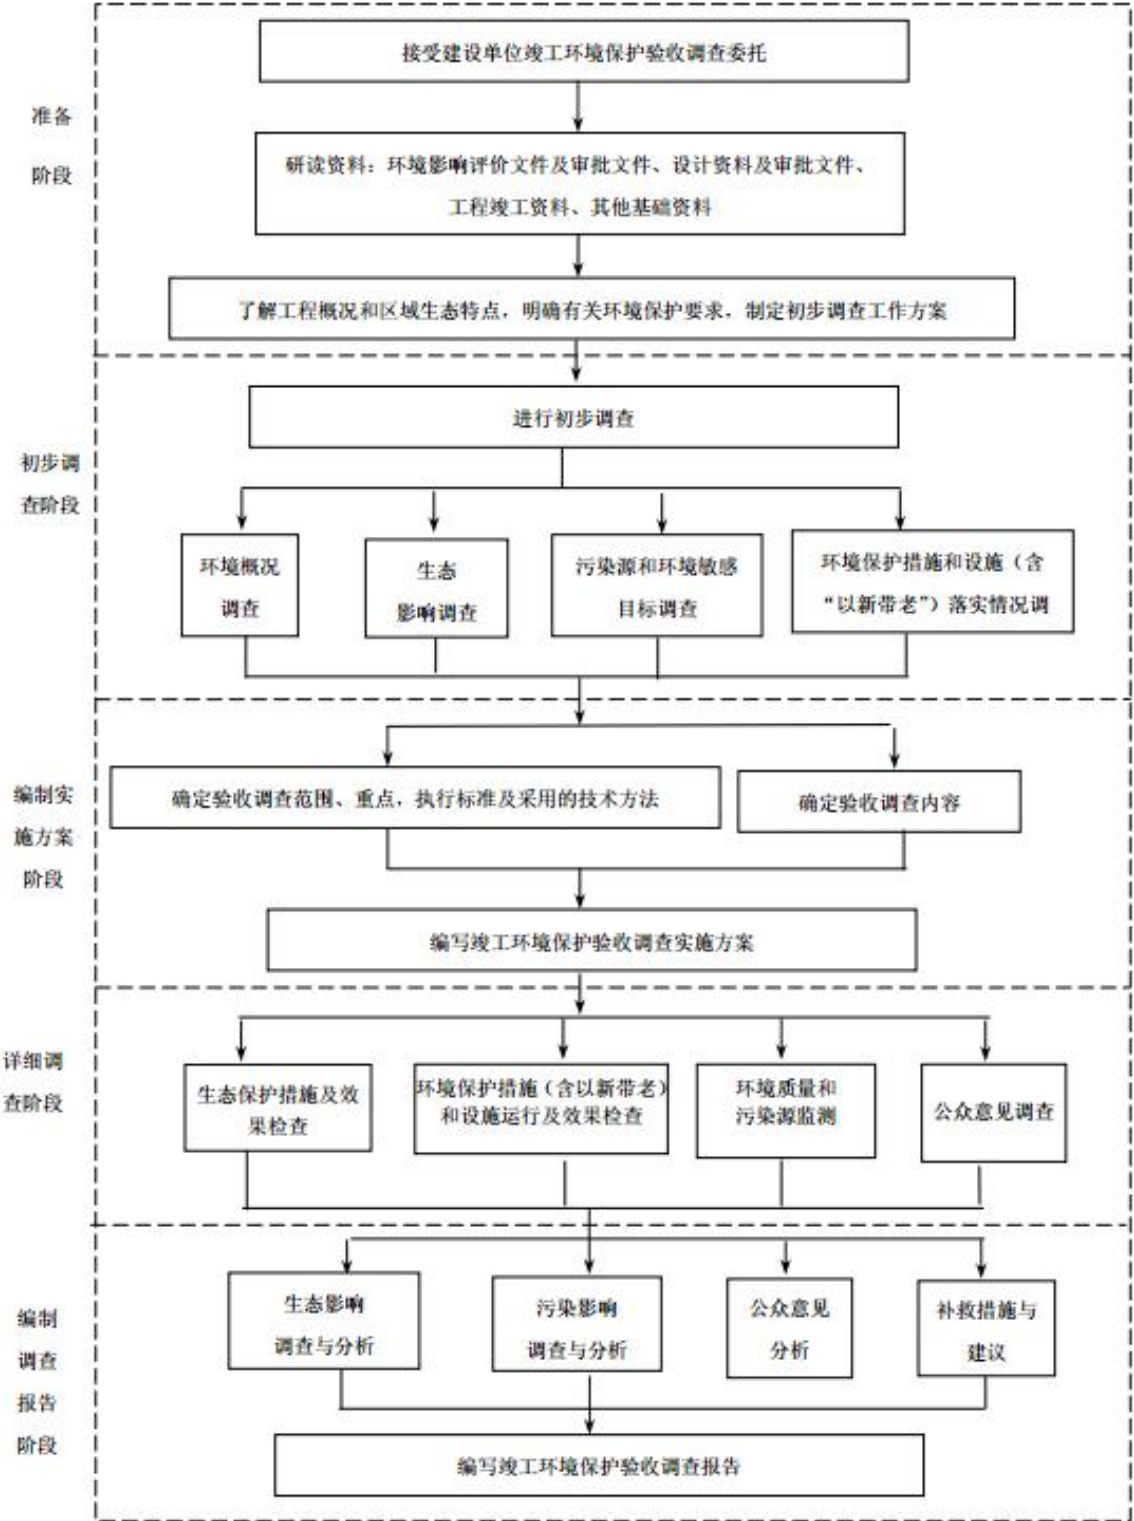 接受建设单位竣工环境保护验收调查委托
准备
阶段
研读资料：环境影响评价文件及审批文件、设计资料及审批文件、
工程竣工资料、其他基础资料
了解工程概况和区域生态特点，明确有关环境保护要求，制定初步调查工作方案
进行初步调查
初步调
查阶段
环境概况
调查
生态
影响调查
污染源和环境敏感
目标调查
环境保护措施和设施（含
“以新带老”）落实情况调
编制实
施方案
阶段
确定验收调查范围、重点，执行标准及采用的技术方法
确定验收调查内容
编写竣工环境保护验收调查实施方案
详细调
查阶段
生态保护措施及效
果检查
环境保护措施（含以新带老）
和设施运行及效果检查
环境质量和
污染源监测
公众意见调查
编制
调查
报告
阶段
生态影响
调查与分析
污染影响
调查与分析
公众意见
分析
补救措施与
建议
编写竣工环境保护验收调查报告